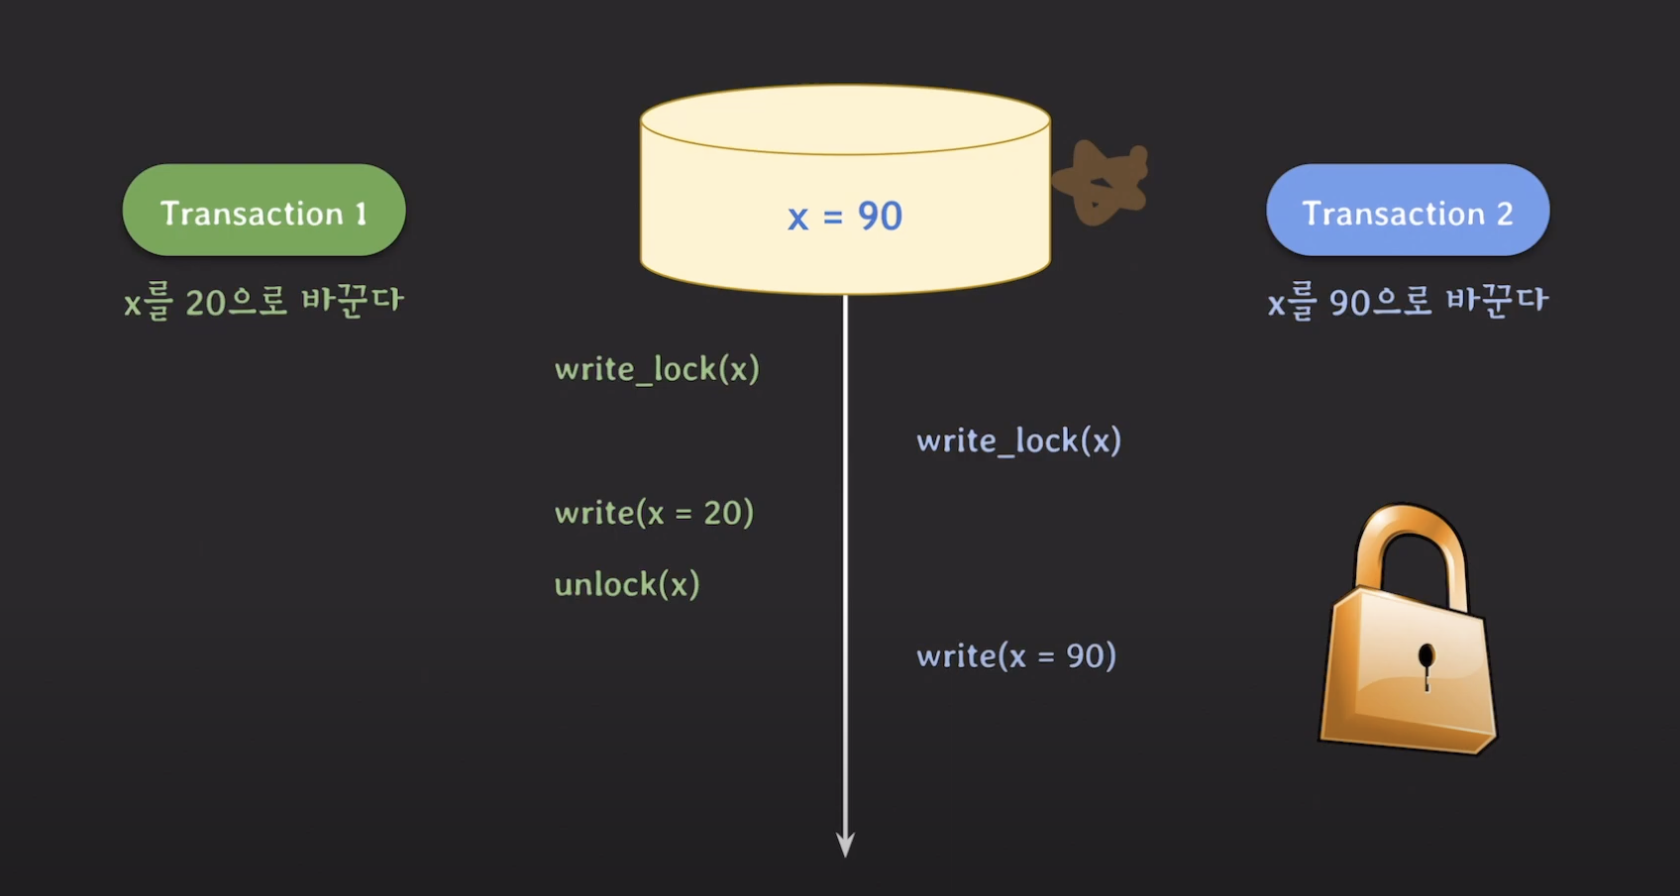 x = 90
Transaction 1
Transaction 2
x를 20으로 바꾼다
x를 90으로 바꾼다
write_lock(x)
write_lock(x)
write(x = 20)
unlock(x)
write(x = 90)